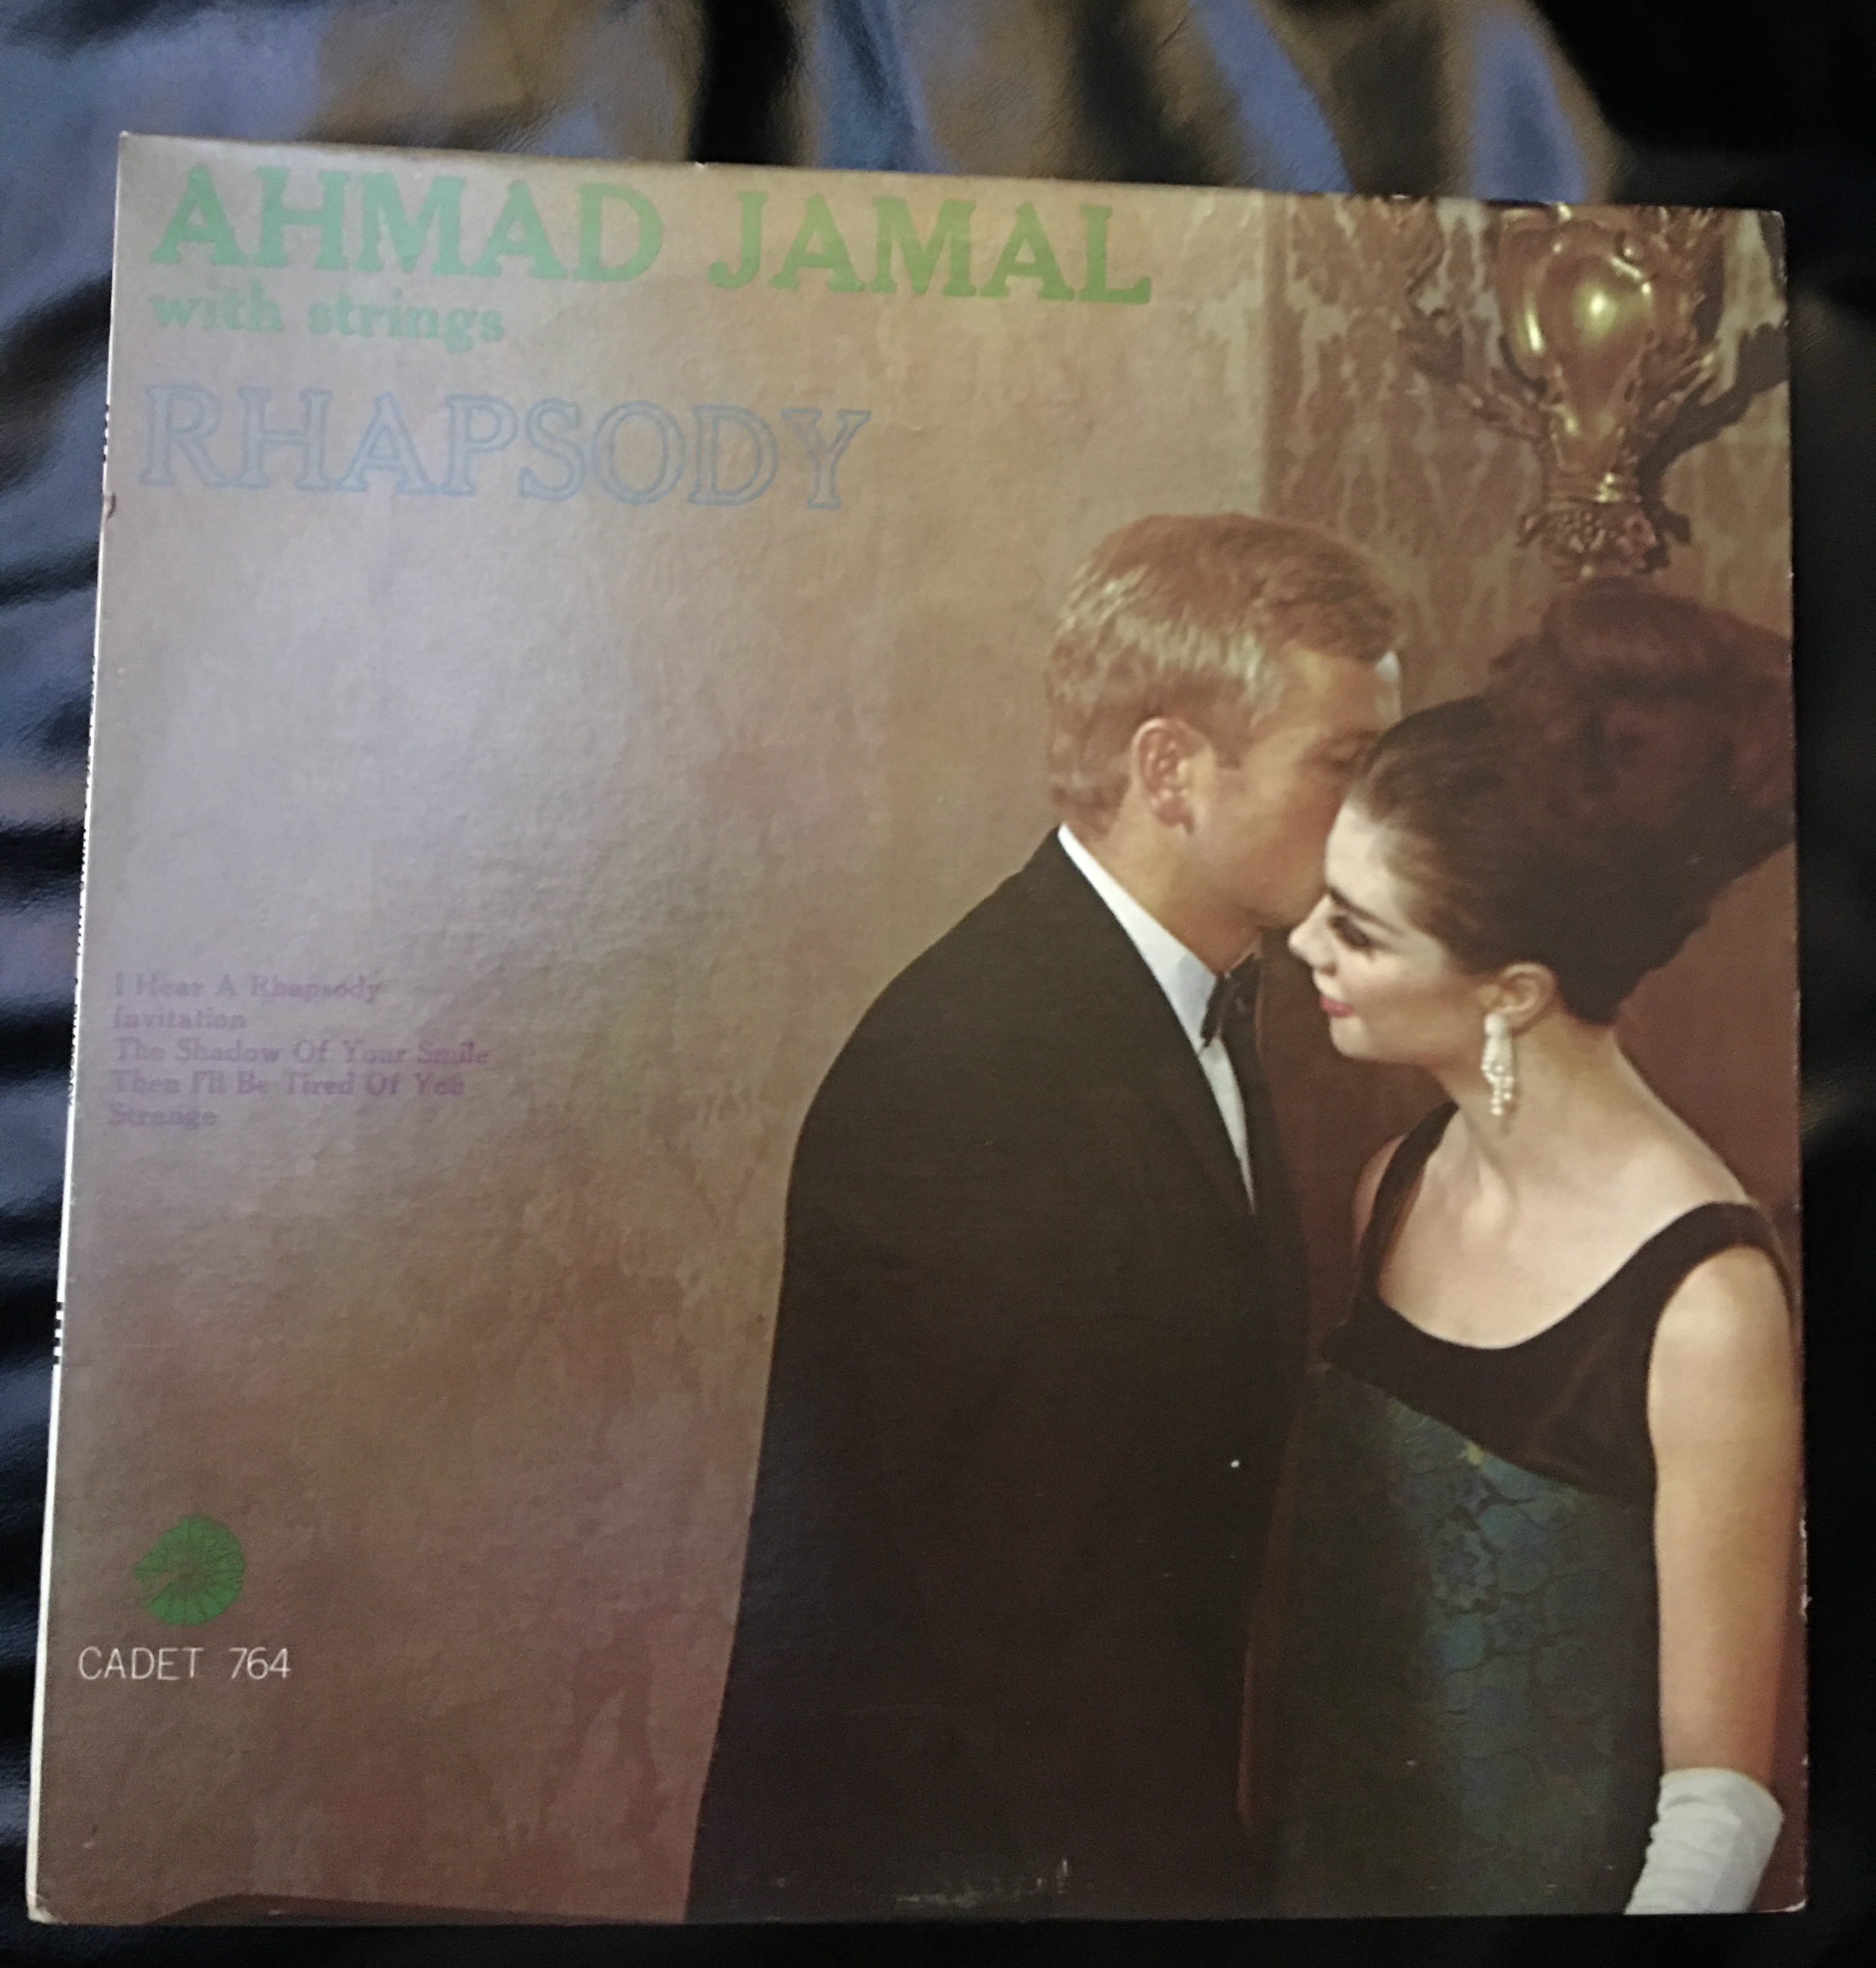 AHMAD JAMAL
with strings
RHAPSODY
I Hear A Rhapsody
Invitation
The Shadow Of Your Smile
Then I'll Be Tired Of You
Strange
CADET 764